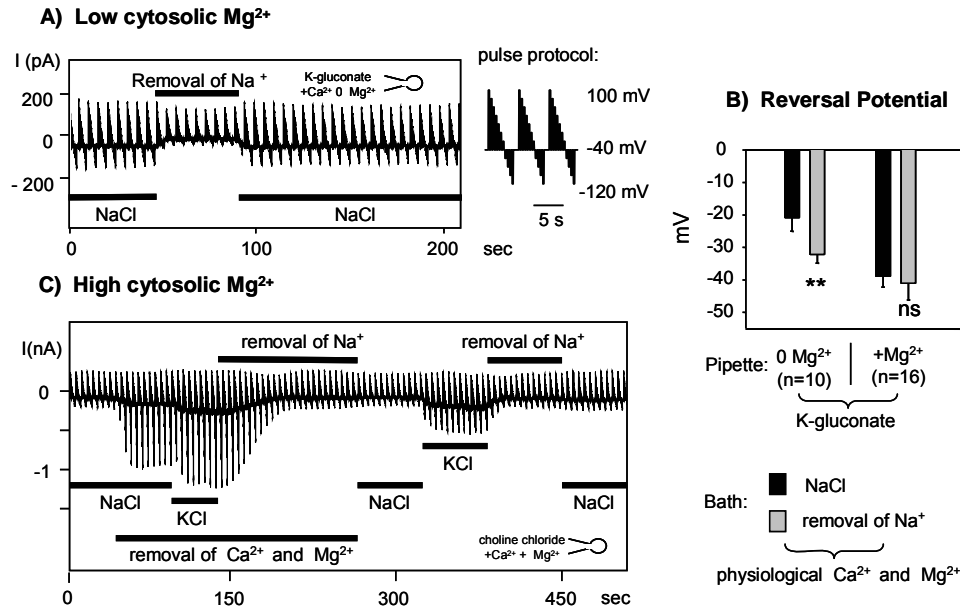 A) Low cytosolic Mg²⁺
I (pA)
200
0
- 200
Removal of Na ⁺
K-gluconate
+Ca²⁺ 0 Mg²⁺
NaCl
NaCl
0
100
200
sec
pulse protocol:
100 mV
-40 mV
-120 mV
5 s
B) Reversal Potential
0
-10
-20
-30
-40
-50
mV
**
ns
Pipette:
0 Mg²⁺
(n=10)
+Mg²⁺
(n=16)
K-gluconate
Bath:
NaCl
removal of Na⁺
physiological Ca²⁺ and Mg²⁺
C) High cytosolic Mg²⁺
I(nA)
0
-1
removal of Na⁺
removal of Na⁺
NaCl
KCl
NaCl
KCl
NaCl
removal of Ca²⁺ and Mg²⁺
choline chloride
+Ca²⁺ + Mg²⁺
0
150
300
450
sec